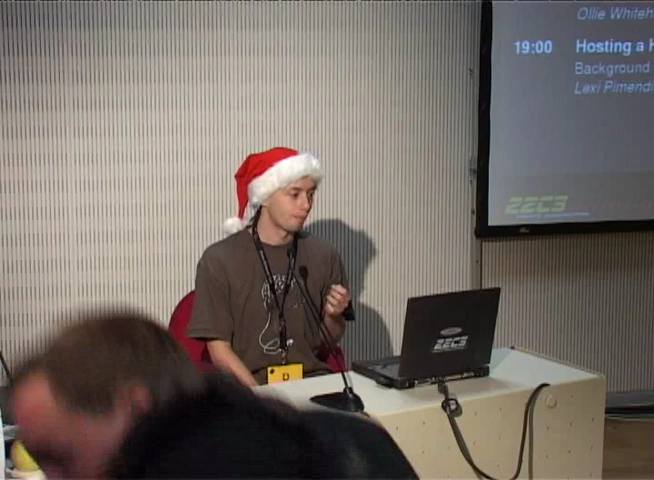 Ollie Whiteh
19:00 Hosting a H
Background
Lexi Pimendi
22C3
22C3
D